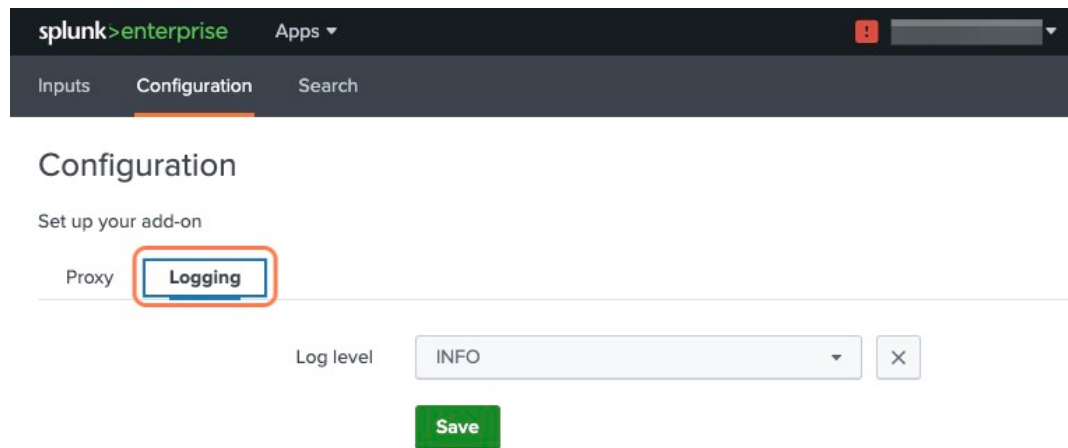 splunk>enterprise Apps
Inputs Configuration Search
Configuration
Set up your add-on
Proxy Logging
Log level INFO
Save